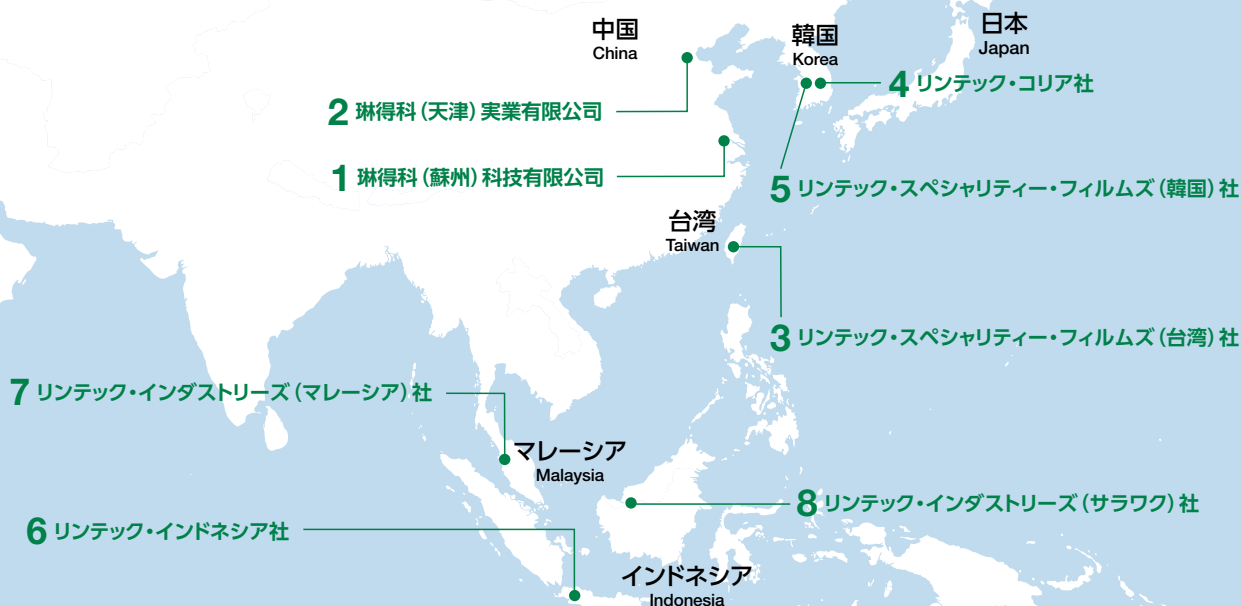 中国
China
韓国
Korea
日本
Japan
4 リンテック・コリア社
2 琳得科(天津)実業有限公司
1 琳得科(蘇州)科技有限公司
5 リンテック・スペシャリティー・フィルムズ(韓国)社
台湾
Taiwan
3 リンテック・スペシャリティー・フィルムズ(台湾)社
7 リンテック・インダストリーズ(マレーシア)社
マレーシア
Malaysia
8 リンテック・インダストリーズ(サラワク)社
6 リンテック・インドネシア社
インドネシア
Indonesia